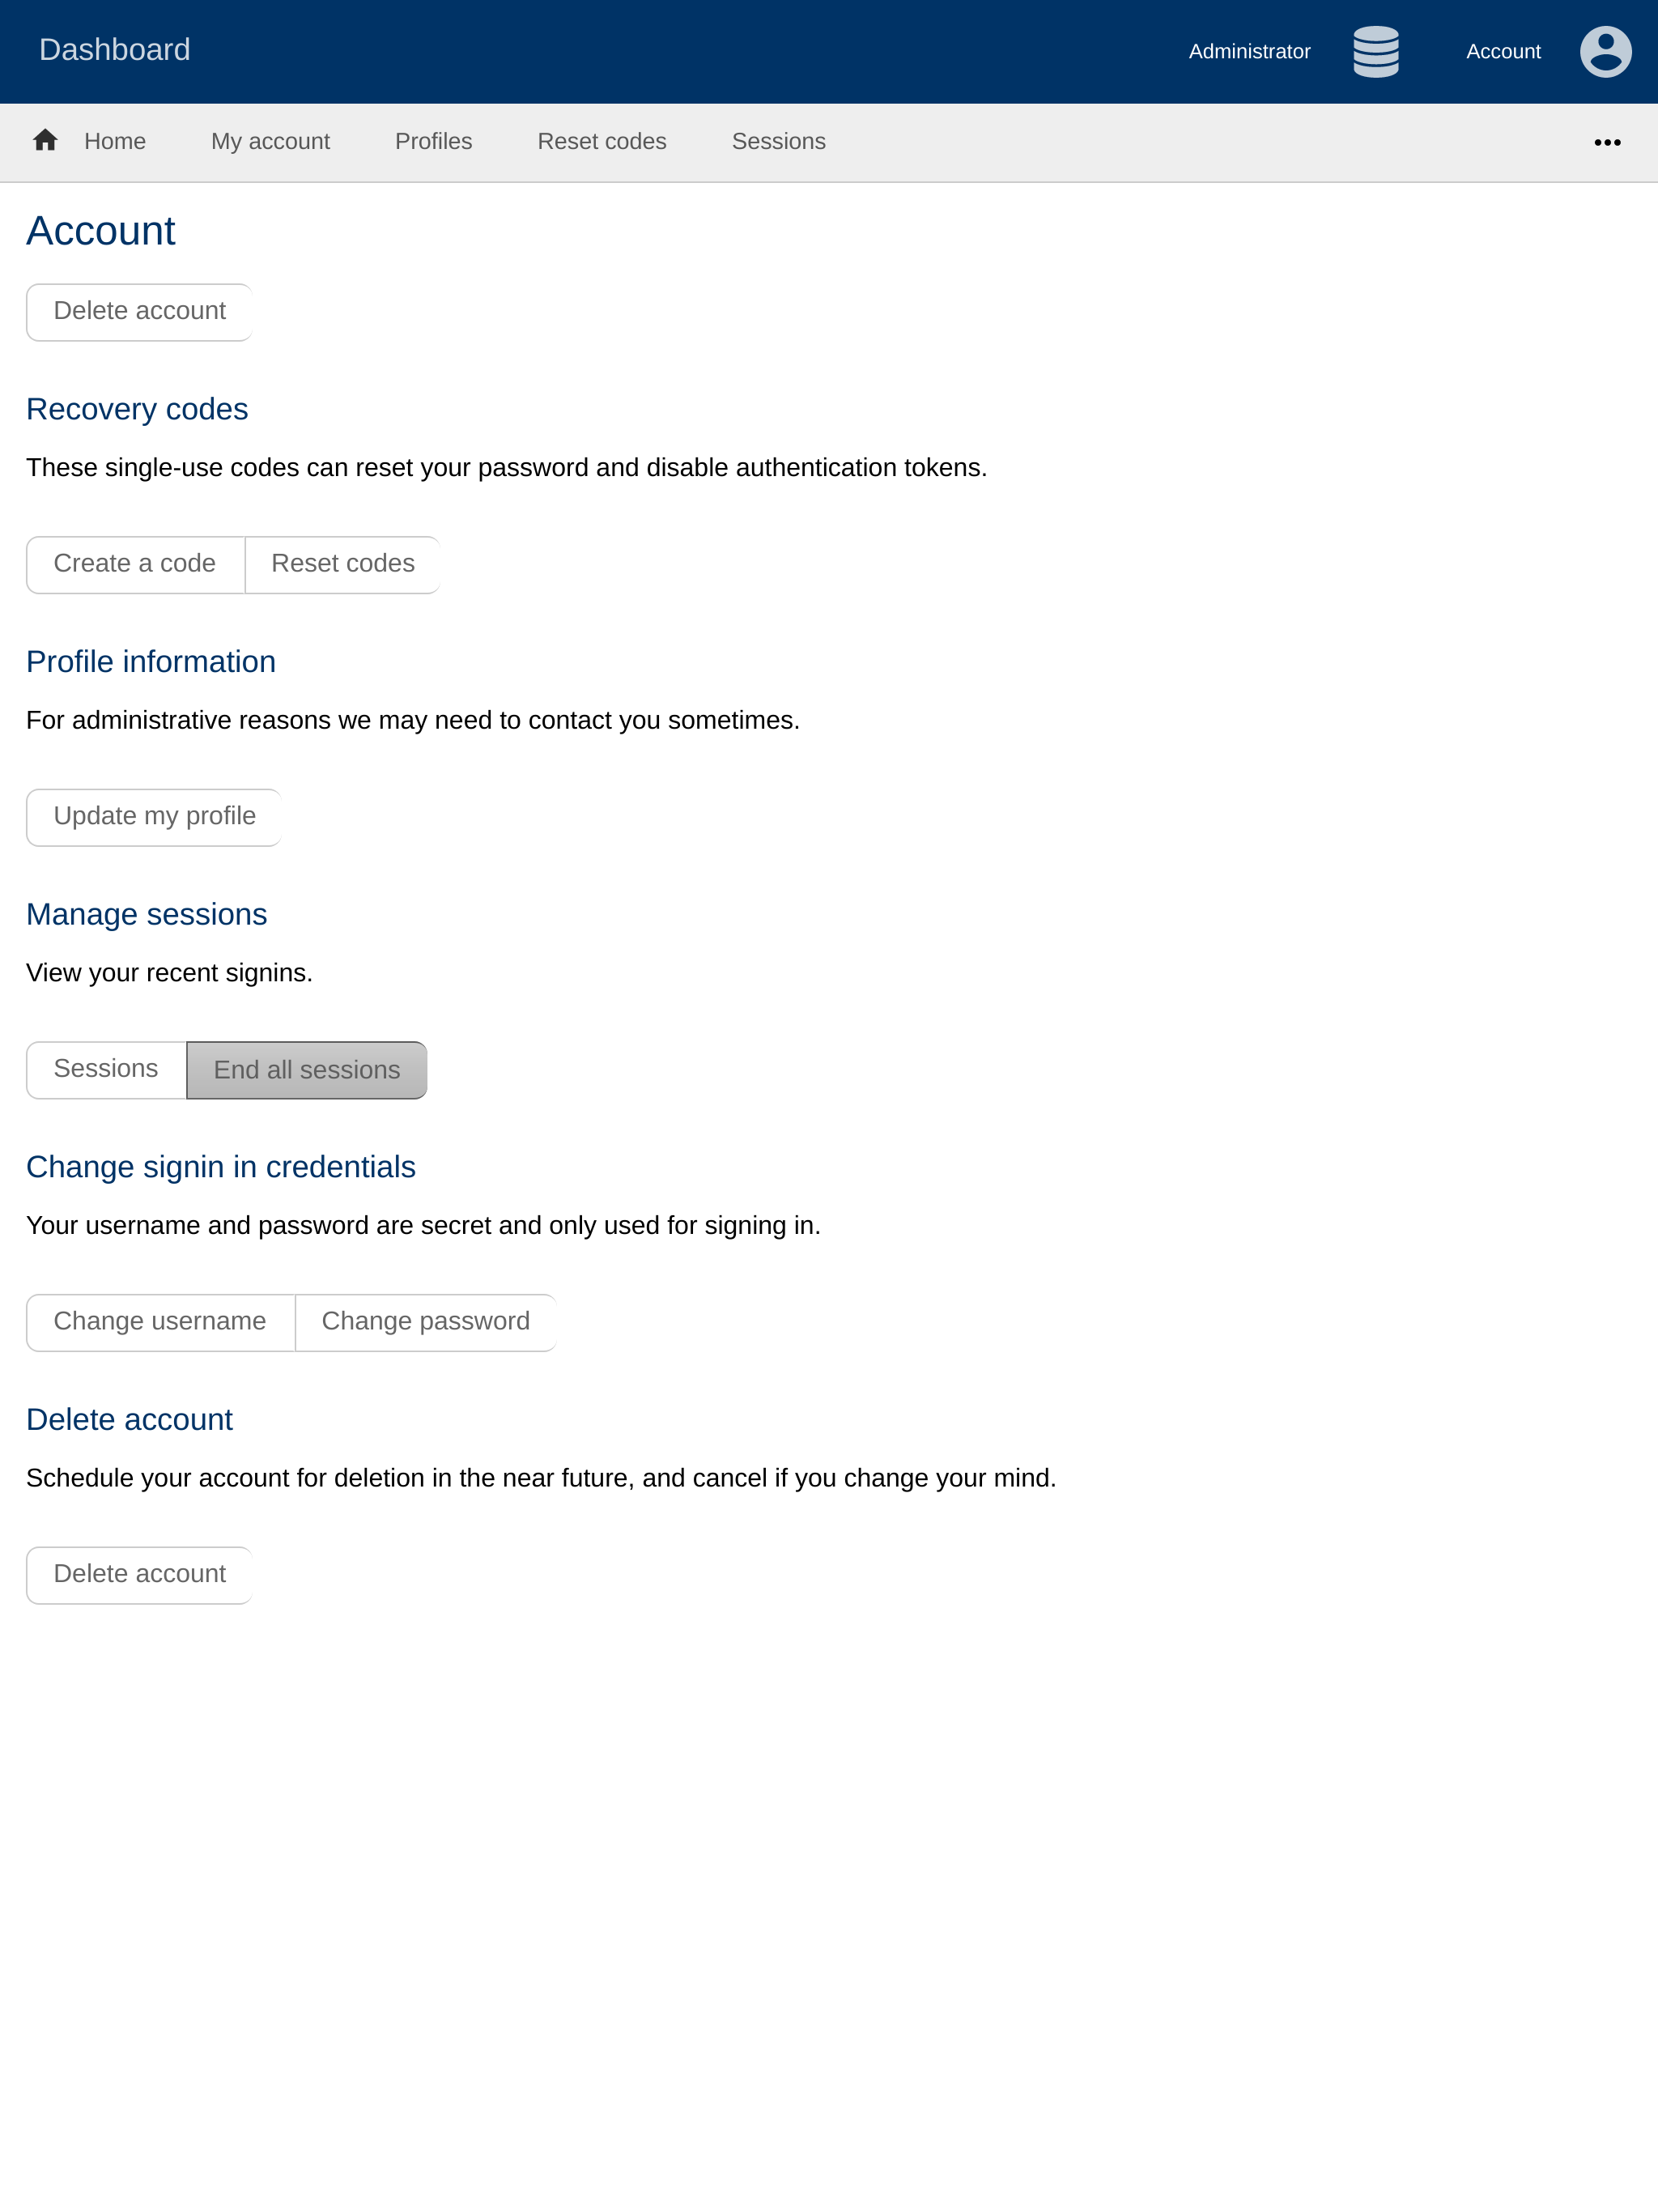 Dashboard
Administrator
Account
Home
My account
Profiles
Reset codes
Sessions
•••
Account
Delete account
Recovery codes
These single-use codes can reset your password and disable authentication tokens.
Create a code
Reset codes
Profile information
For administrative reasons we may need to contact you sometimes.
Update my profile
Manage sessions
View your recent signins.
Sessions
End all sessions
Change signin in credentials
Your username and password are secret and only used for signing in.
Change username
Change password
Delete account
Schedule your account for deletion in the near future, and cancel if you change your mind.
Delete account